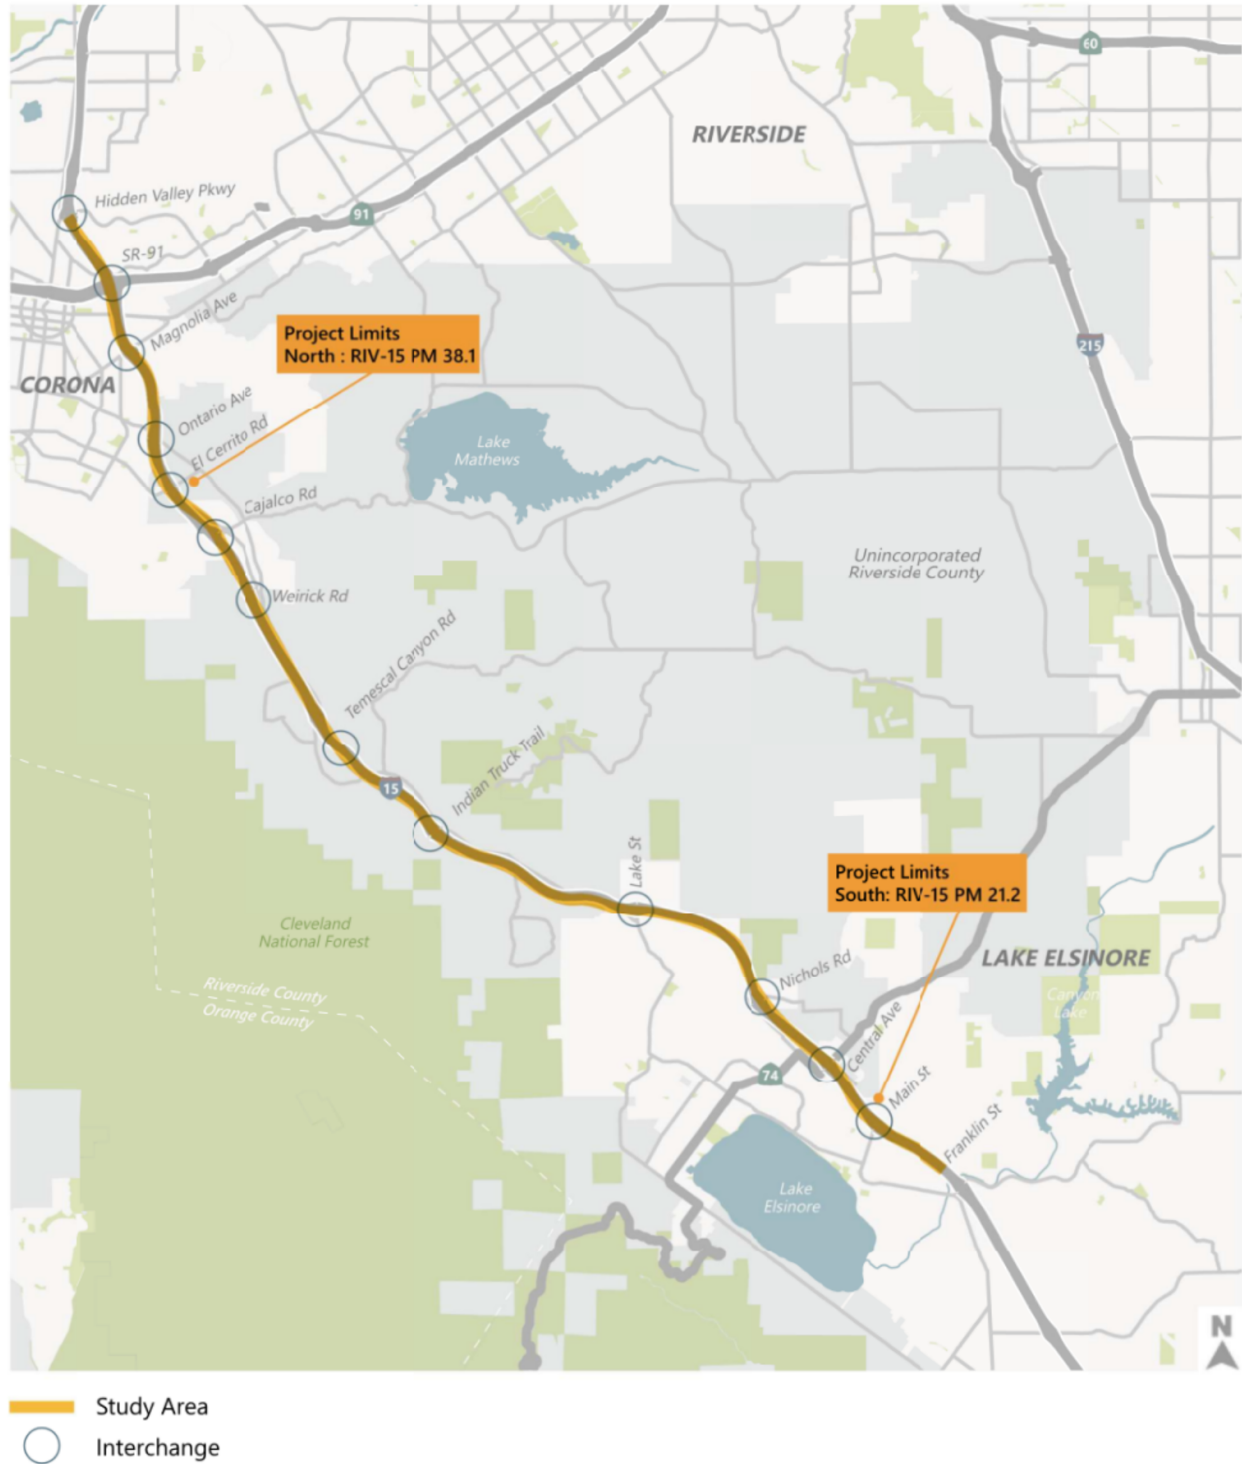 60
RIVERSIDE
Hidden Valley Pkwy
91
SR-91
Magnolia Ave
Project Limits
North : RIV-15 PM 38.1
215
CORONA
Ontario Ave
El Cerrito Rd
Lake
Mathews
Cajalco Rd
Unincorporated
Riverside County
Weirick Rd
Temescal Canyon Rd
Indian Truck Trail
15
Lake St
Project Limits
South: RIV-15 PM 21.2
Cleveland
National Forest
Nichols Rd
LAKE ELSINORE
Riverside County
Orange County
Canyon
Lake
Central Ave
74
Main St
Franklin St
Lake
Elsinore
N
Study Area
Interchange